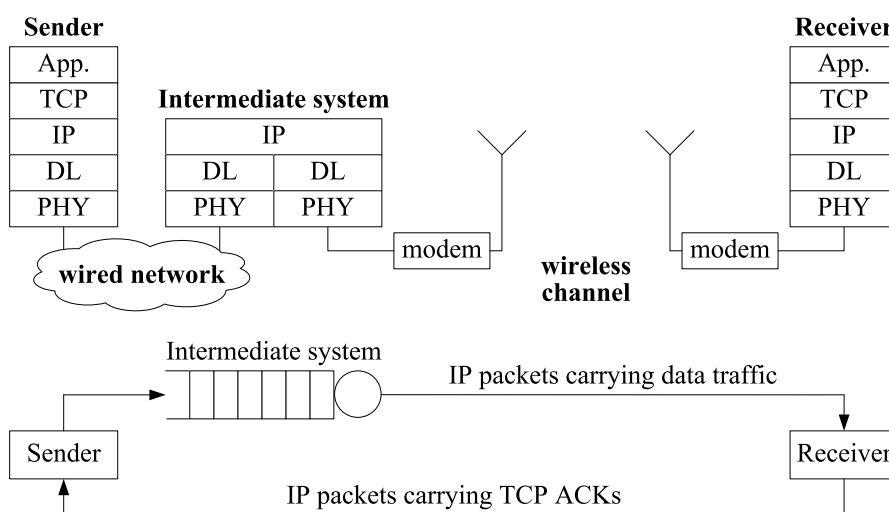 Sender
Receiver
App.
TCP
IP
DL
PHY
Intermediate system
IP
DL
DL
PHY
PHY
App.
TCP
IP
DL
PHY
wired network
modem
wireless
channel
modem
Intermediate system
IP packets carrying data traffic
Sender
Receiver
IP packets carrying TCP ACKs